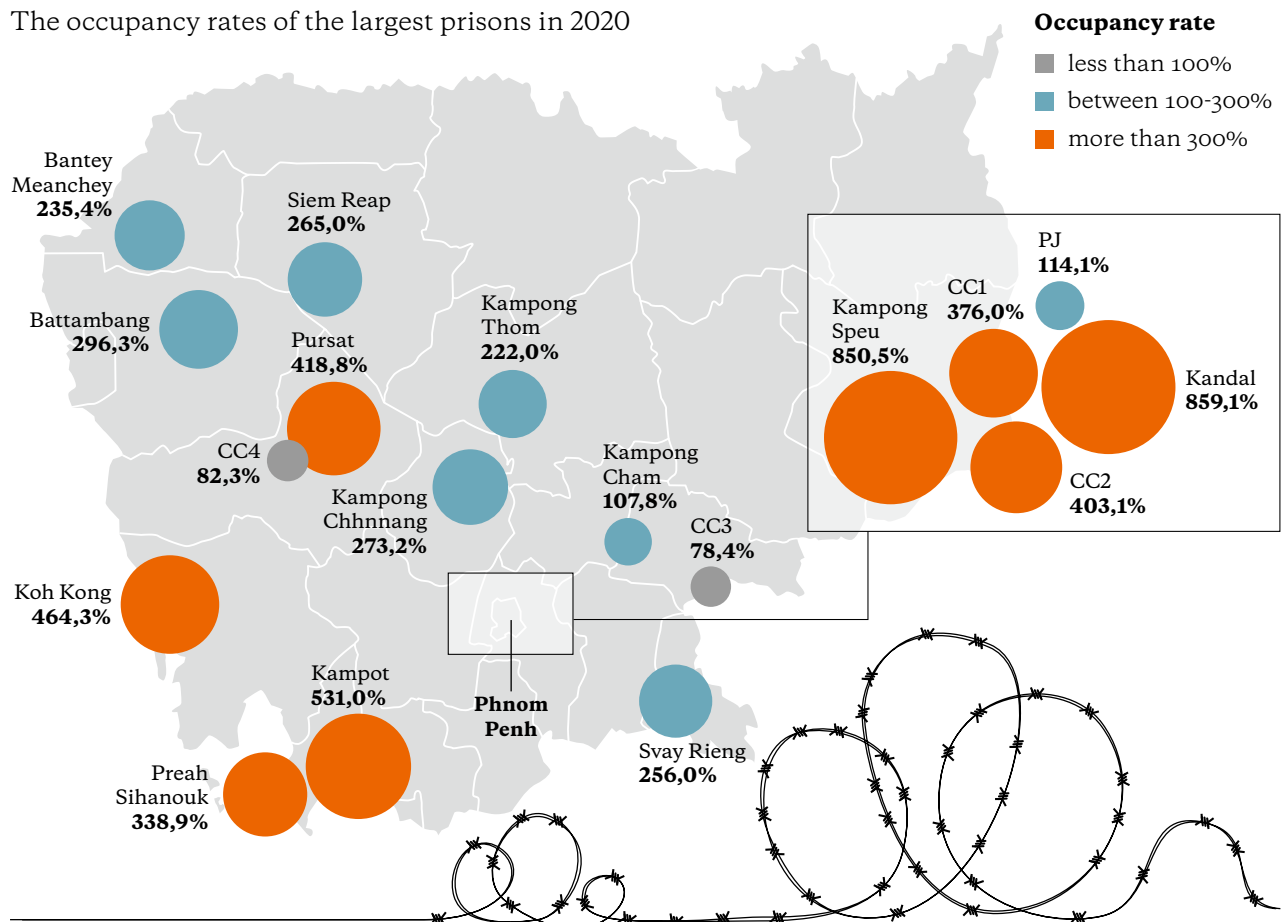 The occupancy rates of the largest prisons in 2020
Occupancy rate
less than 100%
between 100-300%
more than 300%
Bantey
Meanchey
235,4%
Siem Reap
265,0%
Battambang
296,3%
Pursat
418,8%
Kampong
Thom
222,0%
CC4
82,3%
Kampong
Chhnnang
273,2%
Kampong
Cham
107,8%
CC3
78,4%
PJ
114,1%
CC1
376,0%
Kampong
Speu
850,5%
Kandal
859,1%
CC2
403,1%
Koh Kong
464,3%
Kampot
531,0%
Phnom
Penh
Preah
Sihanouk
338,9%
Svay Rieng
256,0%